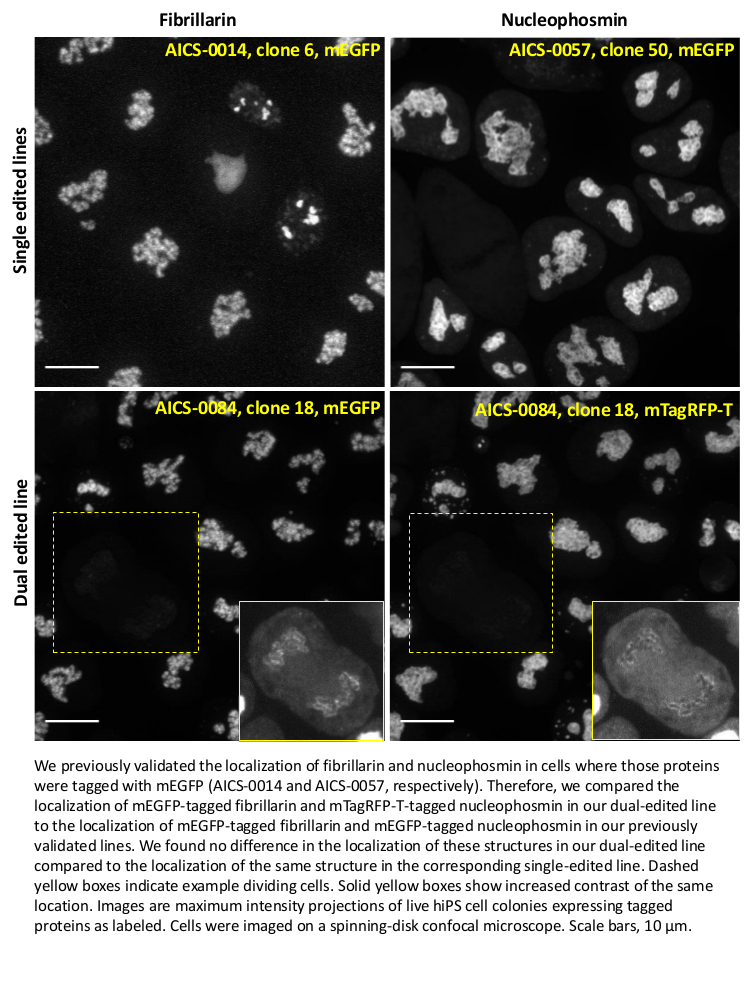 Fibrillarin
Nucleophosmin
Single edited lines
AICS-0014, clone 6, mEGFP
AICS-0057, clone 50, mEGFP
Dual edited line
AICS-0084, clone 18, mEGFP
AICS-0084, clone 18, mTagRFP-T
We previously validated the localization of fibrillarin and nucleophosmin in cells where those proteins
were tagged with mEGFP (AICS-0014 and AICS-0057, respectively). Therefore, we compared the
localization of mEGFP-tagged fibrillarin and mTagRFP-T-tagged nucleophosmin in our dual-edited line
to the localization of mEGFP-tagged fibrillarin and mEGFP-tagged nucleophosmin in our previously
validated lines. We found no difference in the localization of these structures in our dual-edited line
compared to the localization of the same structure in the corresponding single-edited line. Dashed
yellow boxes indicate example dividing cells. Solid yellow boxes show increased contrast of the same
location. Images are maximum intensity projections of live hiPS cell colonies expressing tagged
proteins as labeled. Cells were imaged on a spinning-disk confocal microscope. Scale bars, 10 µm.